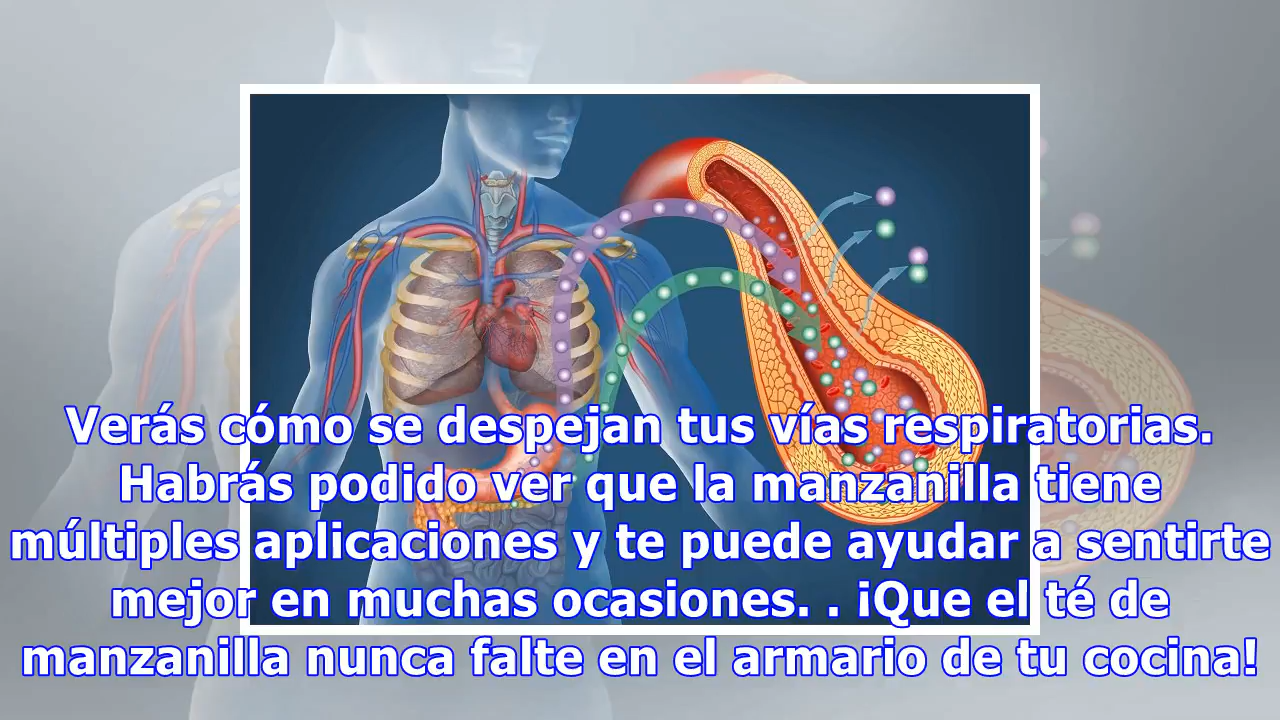 Verás cómo se despejan tus vías respiratorias.
Habrás podido ver que la manzanilla tiene
múltiples aplicaciones y te puede ayudar a sentirte
mejor en muchas ocasiones. . ¡Que el té de
manzanilla nunca falte en el armario de tu cocina!